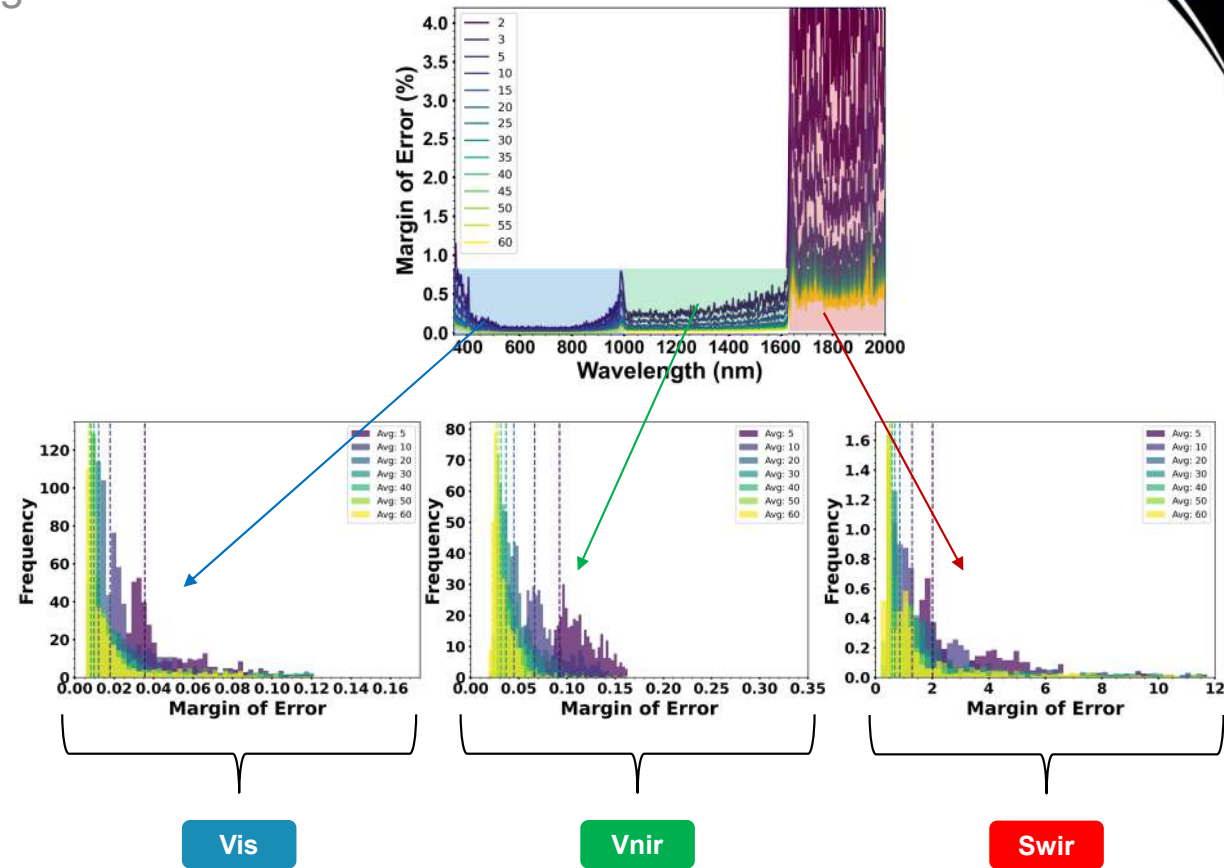 4.0
3.5
3.0
2.5
2.0
1.5
1.0
0.5
0.0
Margin of Error (%)
2
3
5
10
15
20
25
30
35
40
45
50
55
60
400 600 800 1000 1200 1400 1600 1800 2000
Wavelength (nm)
120
100
80
60
40
20
0
Frequency
Avg: 5
Avg: 10
Avg: 20
Avg: 30
Avg: 40
Avg: 50
Avg: 60
0.00 0.02 0.04 0.06 0.08 0.10 0.12 0.14 0.16
Margin of Error
80
70
60
50
40
30
20
10
0
Frequency
Avg: 5
Avg: 10
Avg: 20
Avg: 30
Avg: 40
Avg: 50
Avg: 60
0.00 0.05 0.10 0.15 0.20 0.25 0.30 0.35
Margin of Error
1.6
1.4
1.2
1.0
0.8
0.6
0.4
0.2
0.0
Frequency
Avg: 5
Avg: 10
Avg: 20
Avg: 30
Avg: 40
Avg: 50
Avg: 60
0 2 4 6 8 10 12
Margin of Error
Vis
Vnir
Swir